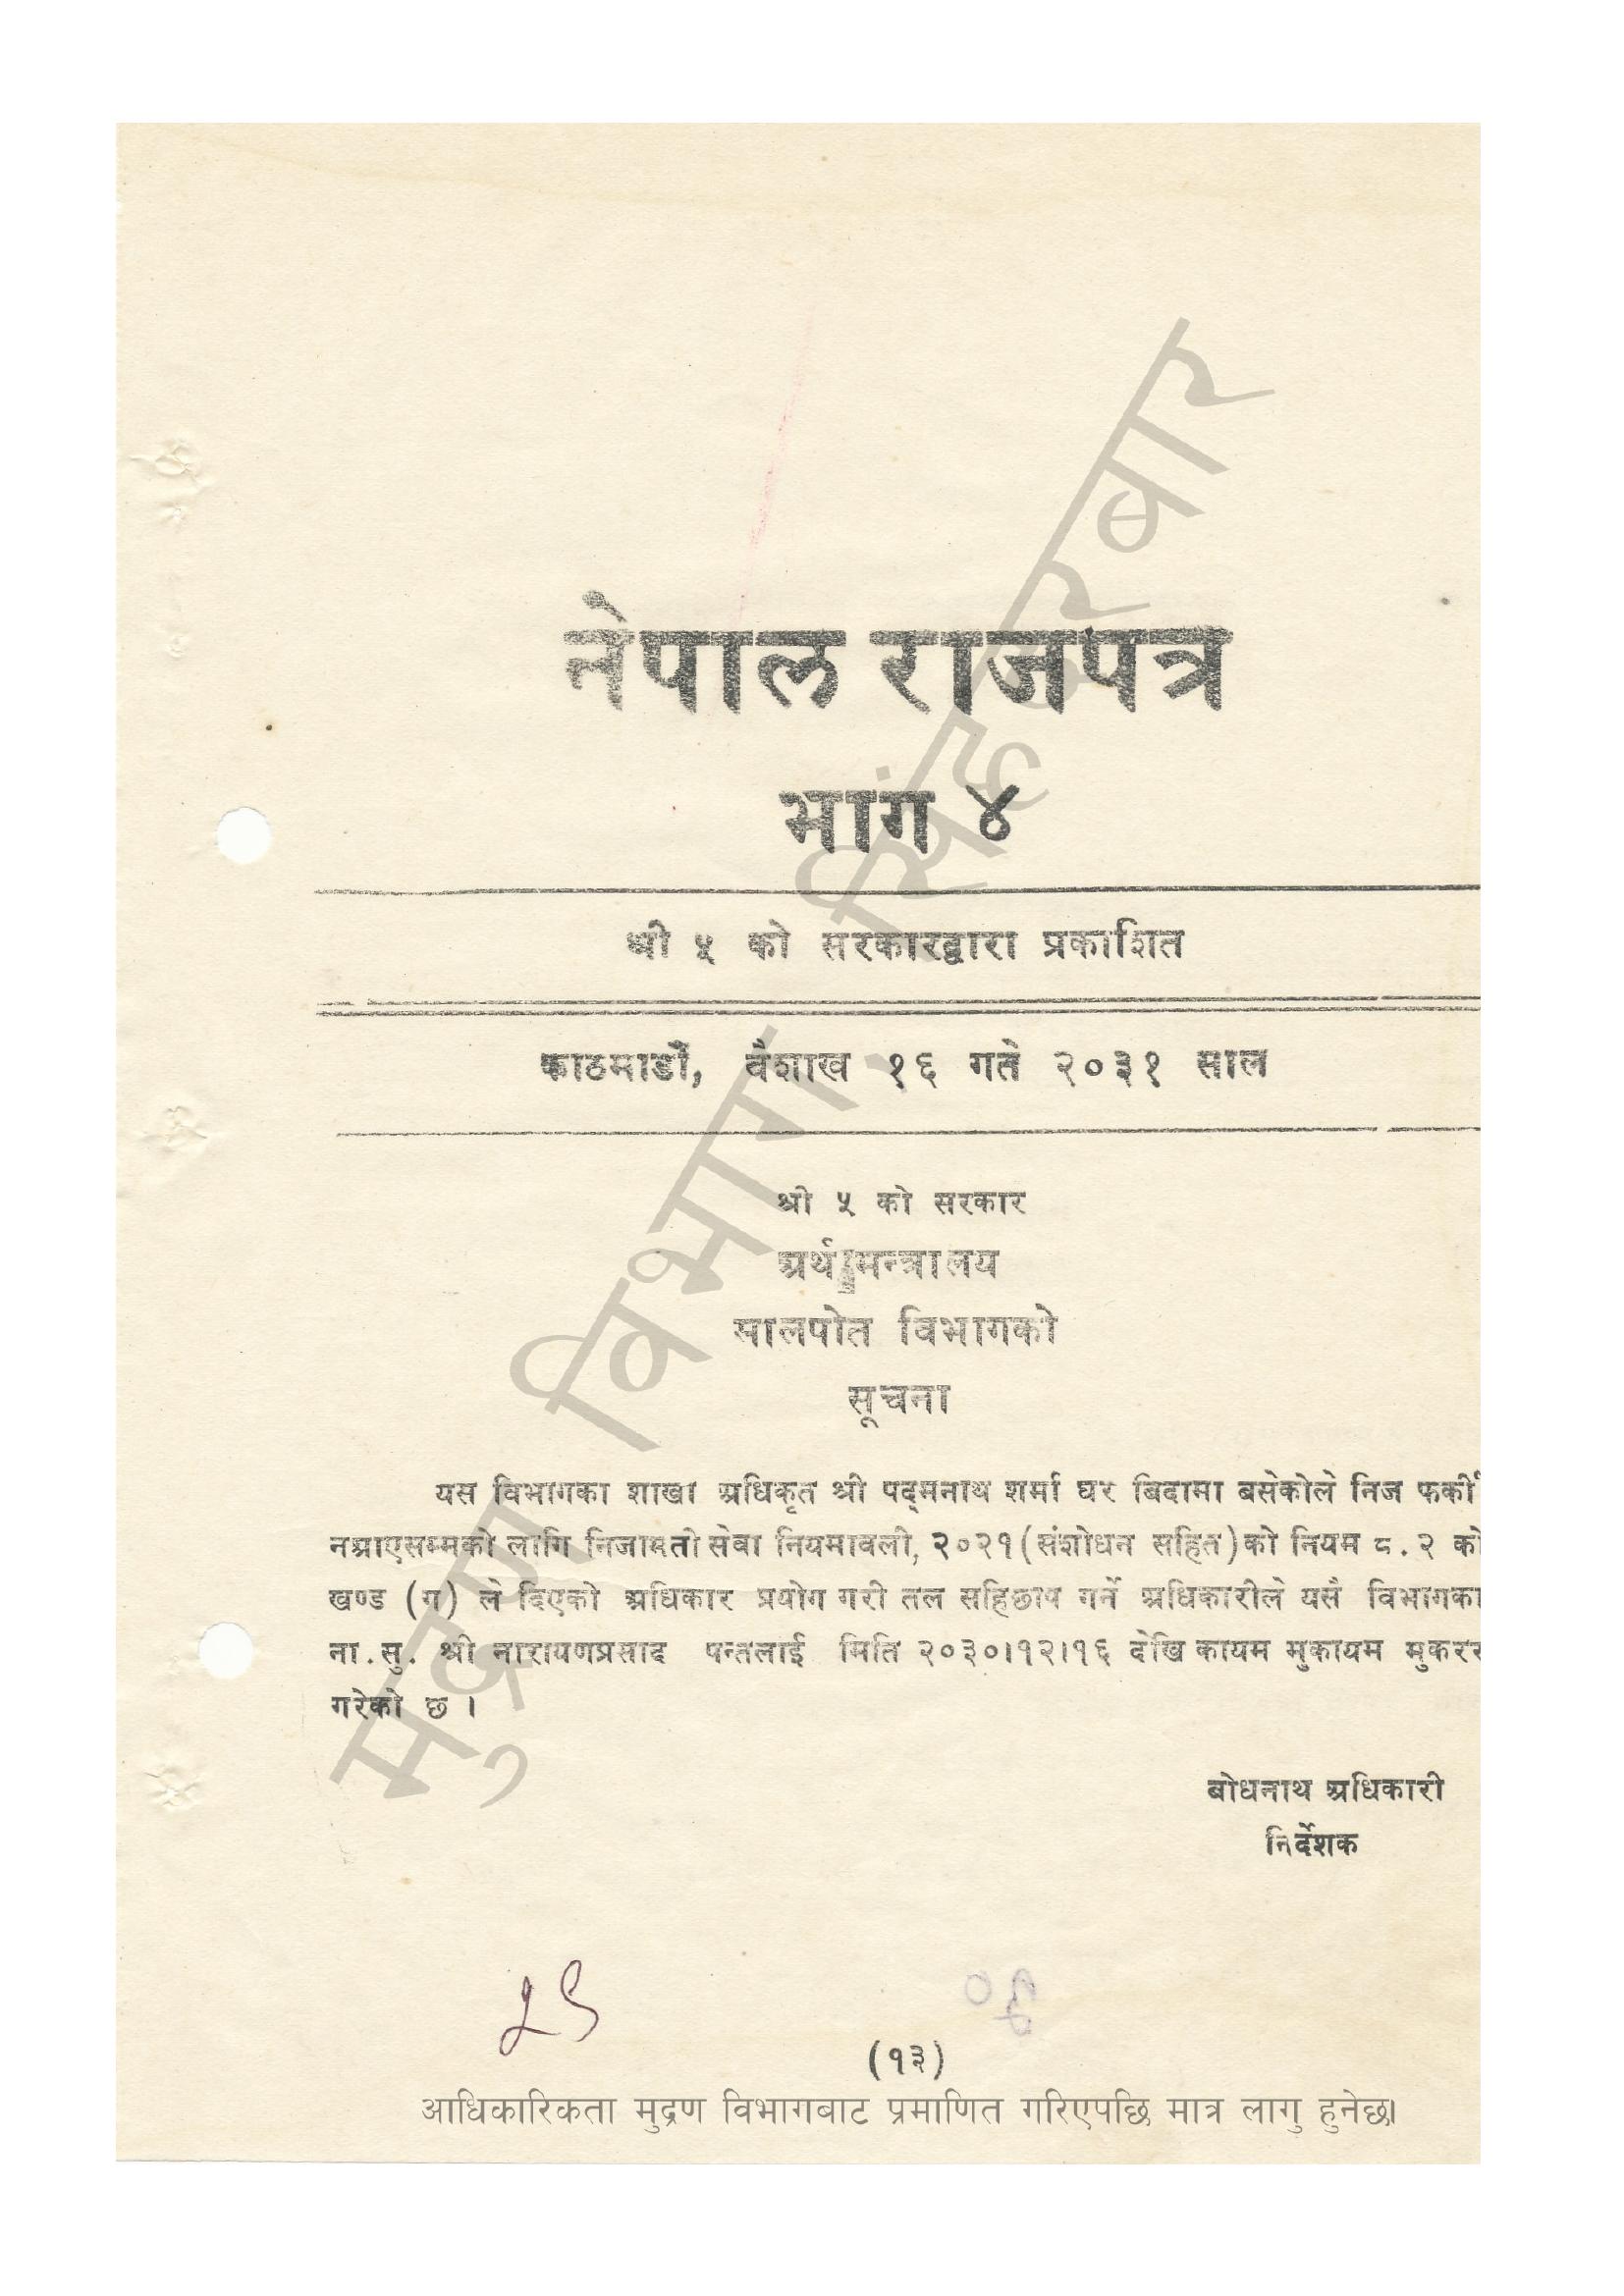 नेपाल राजपत्र
भाग ४
श्री ५ को सरकारद्वारा प्रकाशित
काठमाडौं, वैशाख १६ गते २०३१ साल
श्री ५ को सरकार
अर्थ मन्त्रालय
मालपोत विभागको
सूचना
यस विभागका शाखा अधिकृत श्री पद्मनाथ शर्मा घर बिदामा बसेकोले निज फर्की
नआएसम्मको लागि निजामती सेवा नियमावली, २०२१ (संशोधन सहित) को नियम ८.२ को
खण्ड (ग) ले दिएको अधिकार प्रयोग गरी तल सहिछाप गर्ने अधिकारीले यसै विभागका
ना.सु. श्री नारायणप्रसाद पन्तलाई मिति २०३०।१२।१६ देखि कायम मुकायम मुकरर
गरेको छ ।
बोधनाथ अधिकारी
निर्देशक
(१३)
आधिकारिकता मुद्रण विभागबाट प्रमाणित गरिएपछि मात्र लागु हुनेछ।
मुद्रण विभाग, सिंहदरबार